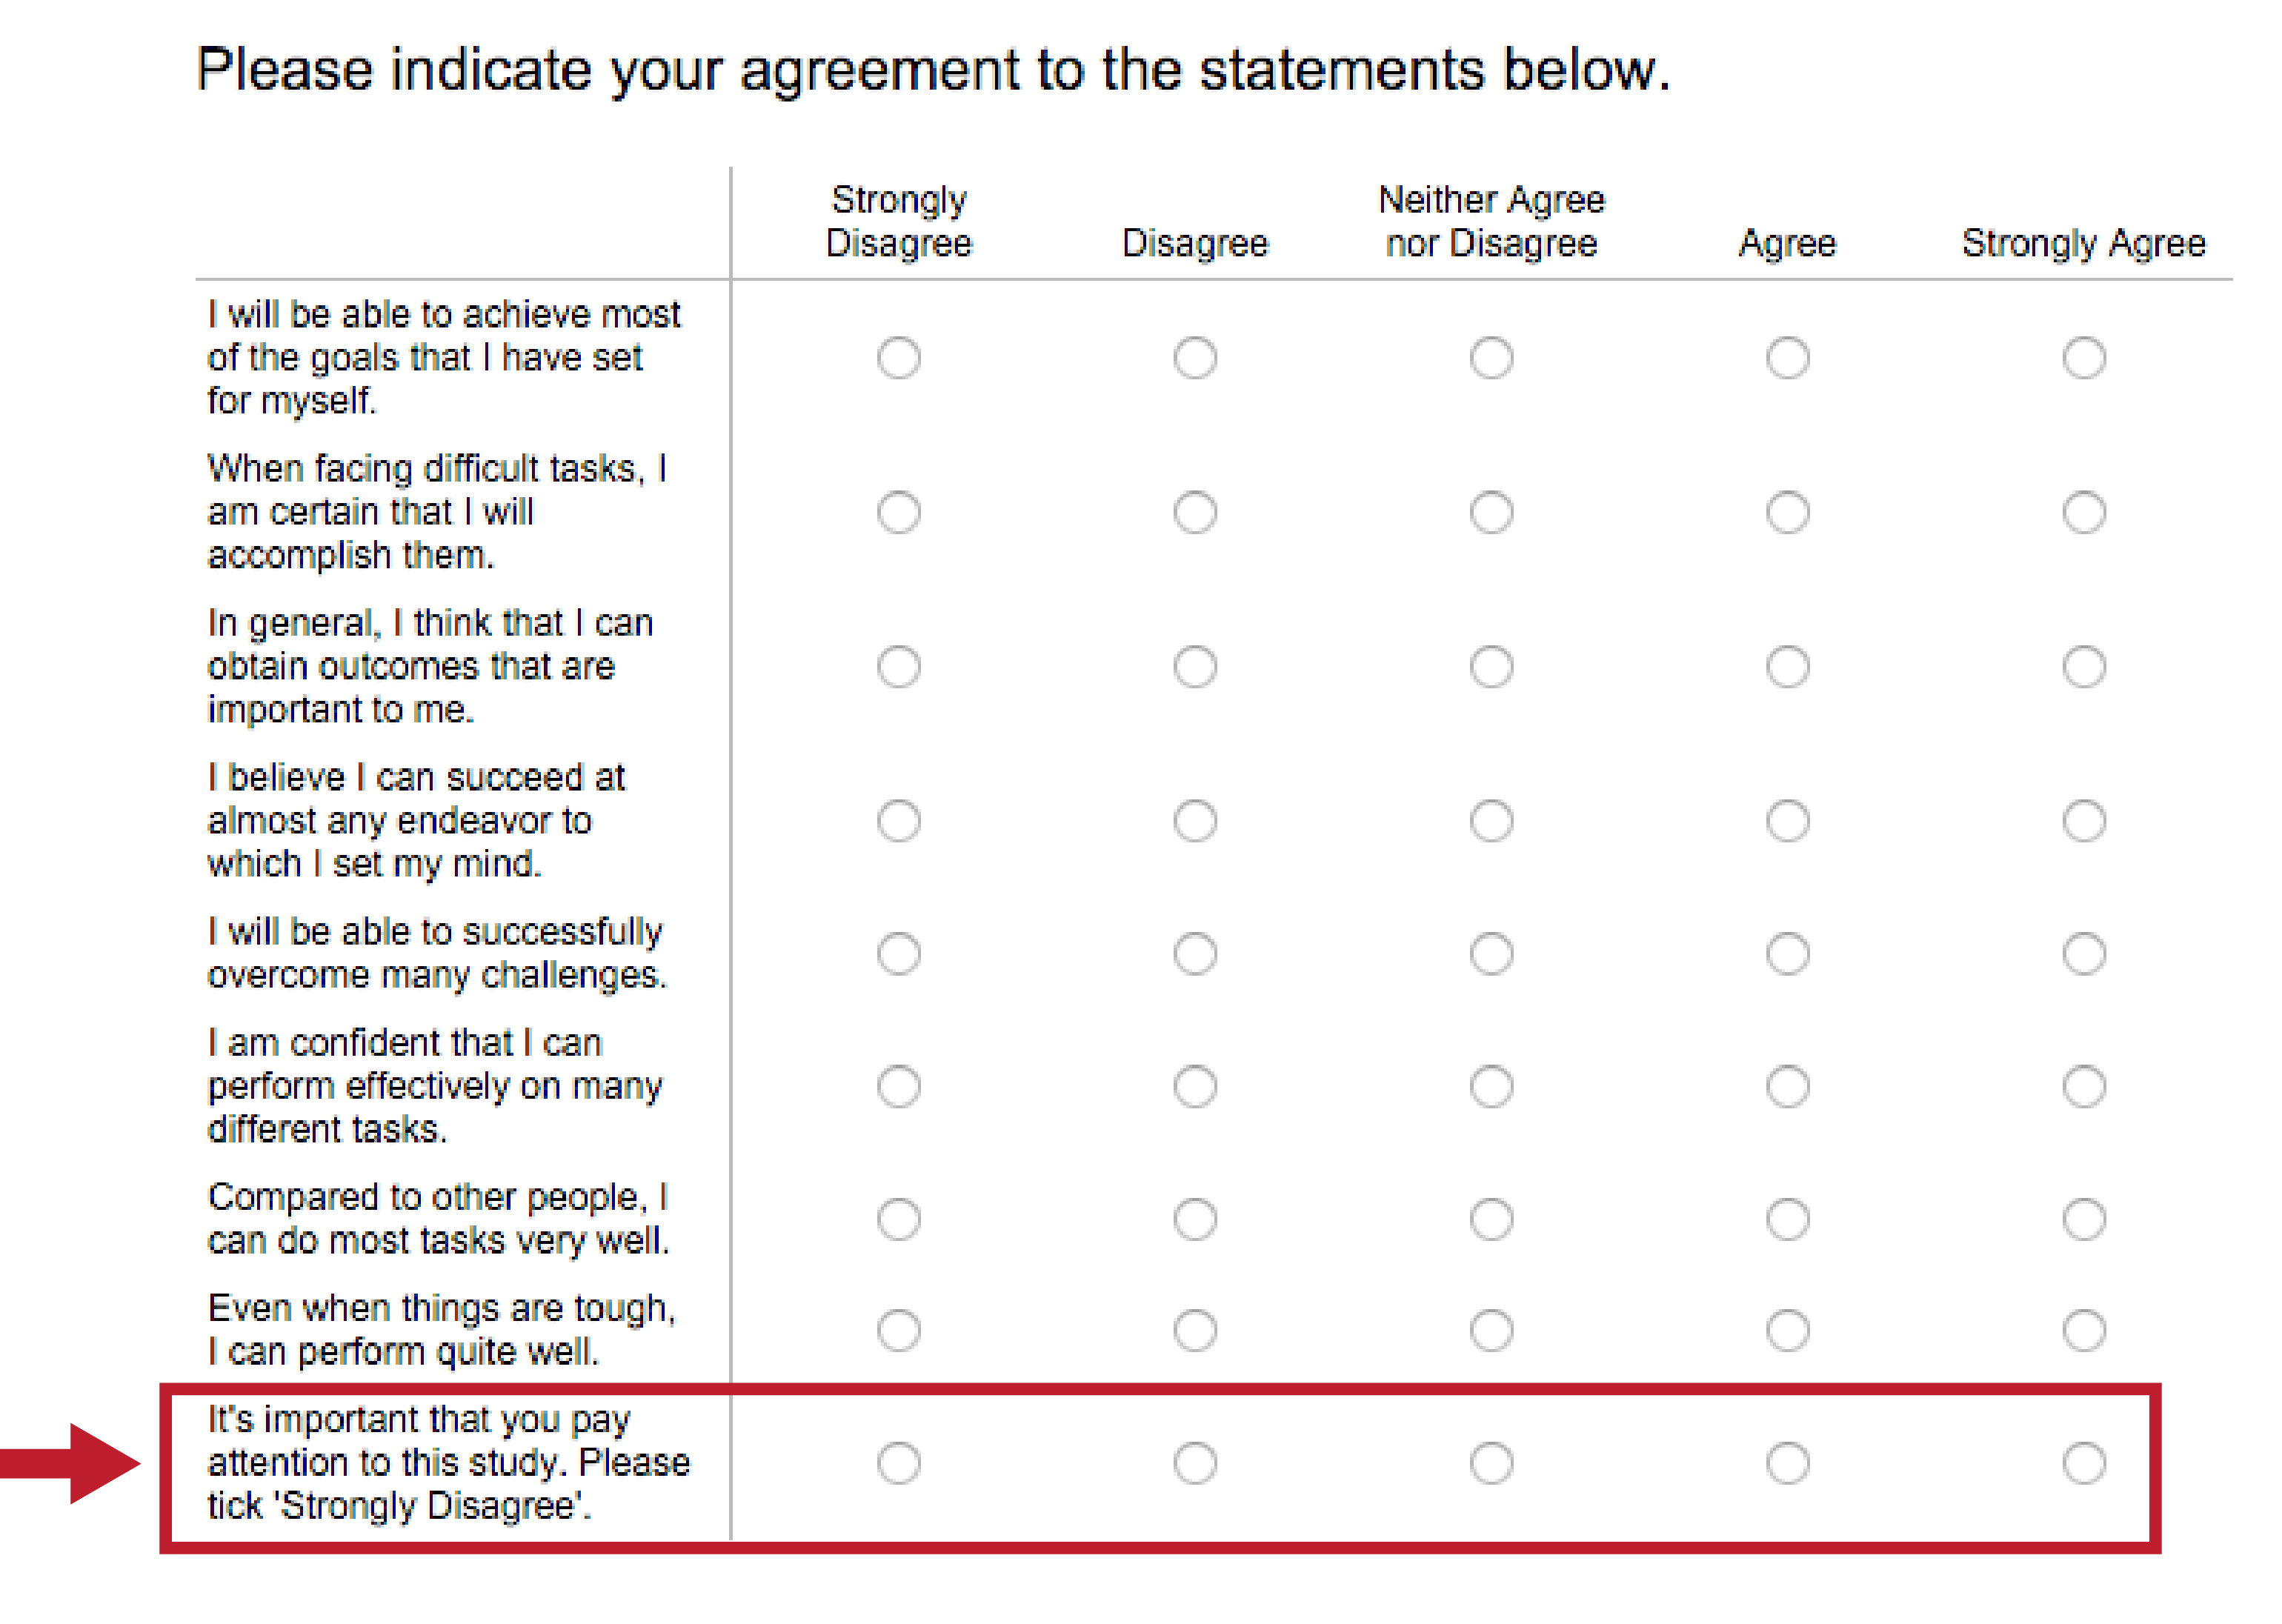 Please indicate your agreement to the statements below.
Strongly
Disagree
Disagree
Neither Agree
nor Disagree
Agree
Strongly Agree
I will be able to achieve most
of the goals that I have set
for myself.
When facing difficult tasks, I
am certain that I will
accomplish them.
In general, I think that I can
obtain outcomes that are
important to me.
I believe I can succeed at
almost any endeavor to
which I set my mind.
I will be able to successfully
overcome many challenges.
I am confident that I can
perform effectively on many
different tasks.
Compared to other people, I
can do most tasks very well.
Even when things are tough,
I can perform quite well.
It's important that you pay
attention to this study. Please
tick 'Strongly Disagree'.